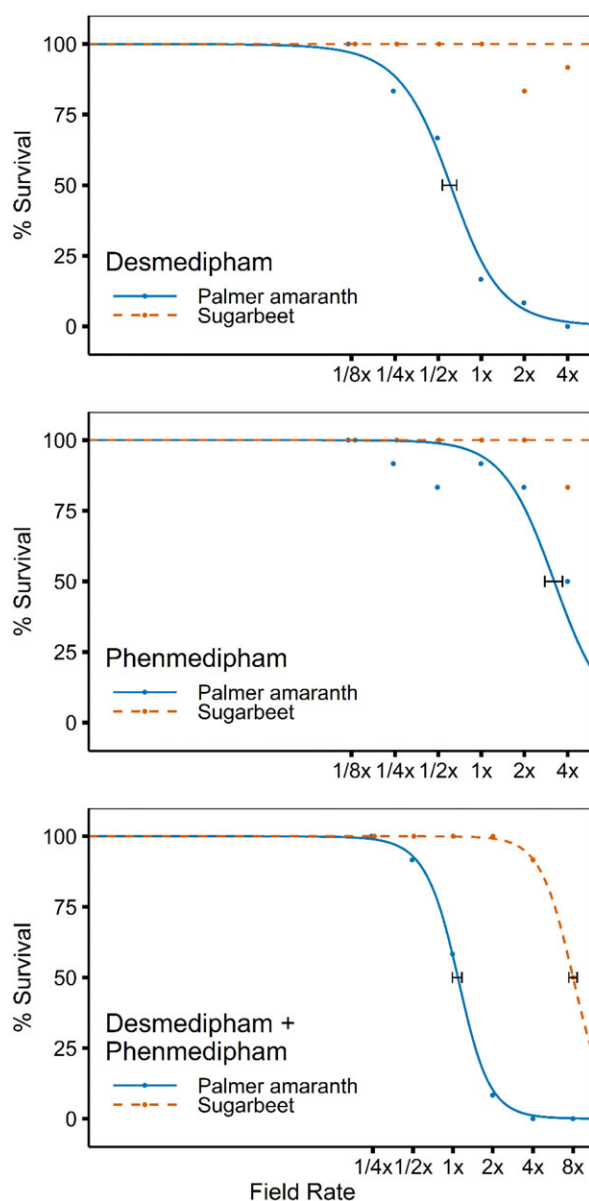 100
75
50
25
0
% Survival
Desmedipham
Palmer amaranth
Sugarbeet
1/8x 1/4x 1/2x 1x 2x 4x
100
75
50
25
0
% Survival
Phenmedipham
Palmer amaranth
Sugarbeet
1/8x 1/4x 1/2x 1x 2x 4x
100
75
50
25
0
% Survival
Desmedipham +
Phenmedipham
Palmer amaranth
Sugarbeet
1/4x 1/2x 1x 2x 4x 8x
Field Rate